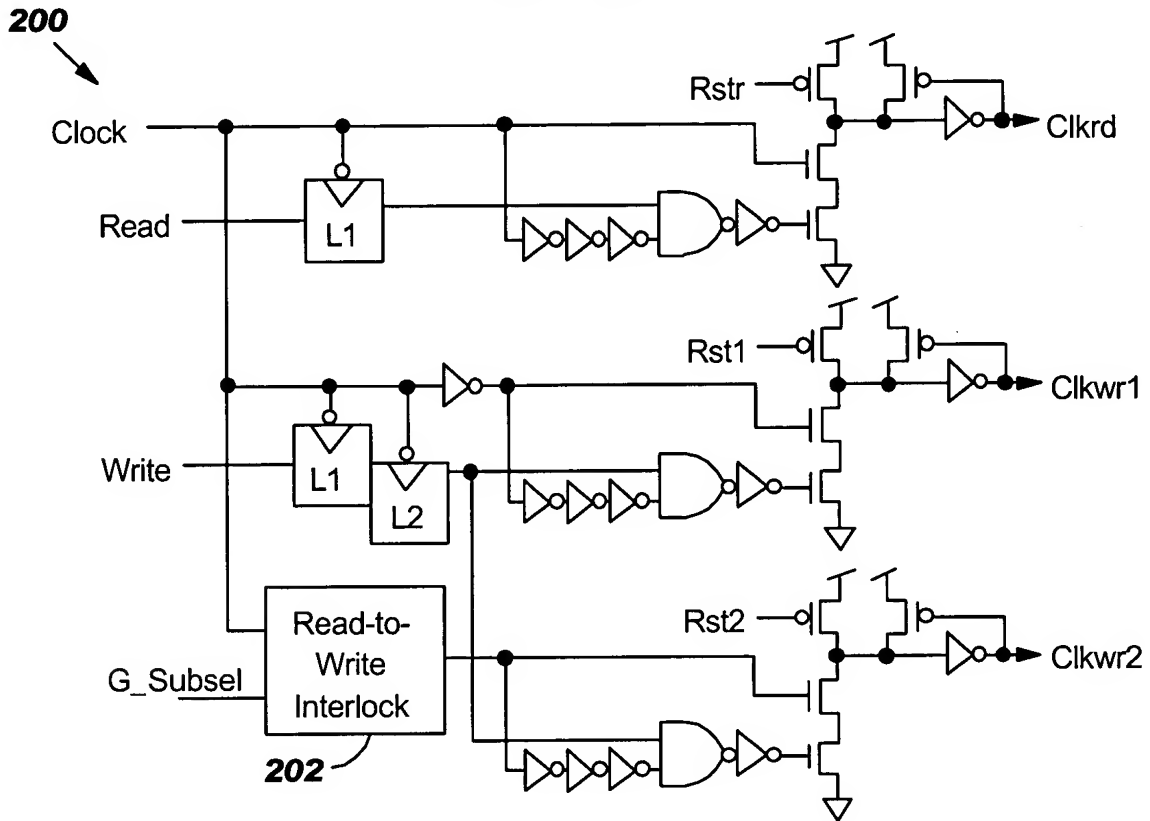 200
Clock
Rstr
Clkrd
Read
L1
Rst1
Clkwr1
Write
L1
L2
Rst2
Clkwr2
Read-to-
Write
Interlock
G_Subsel
202